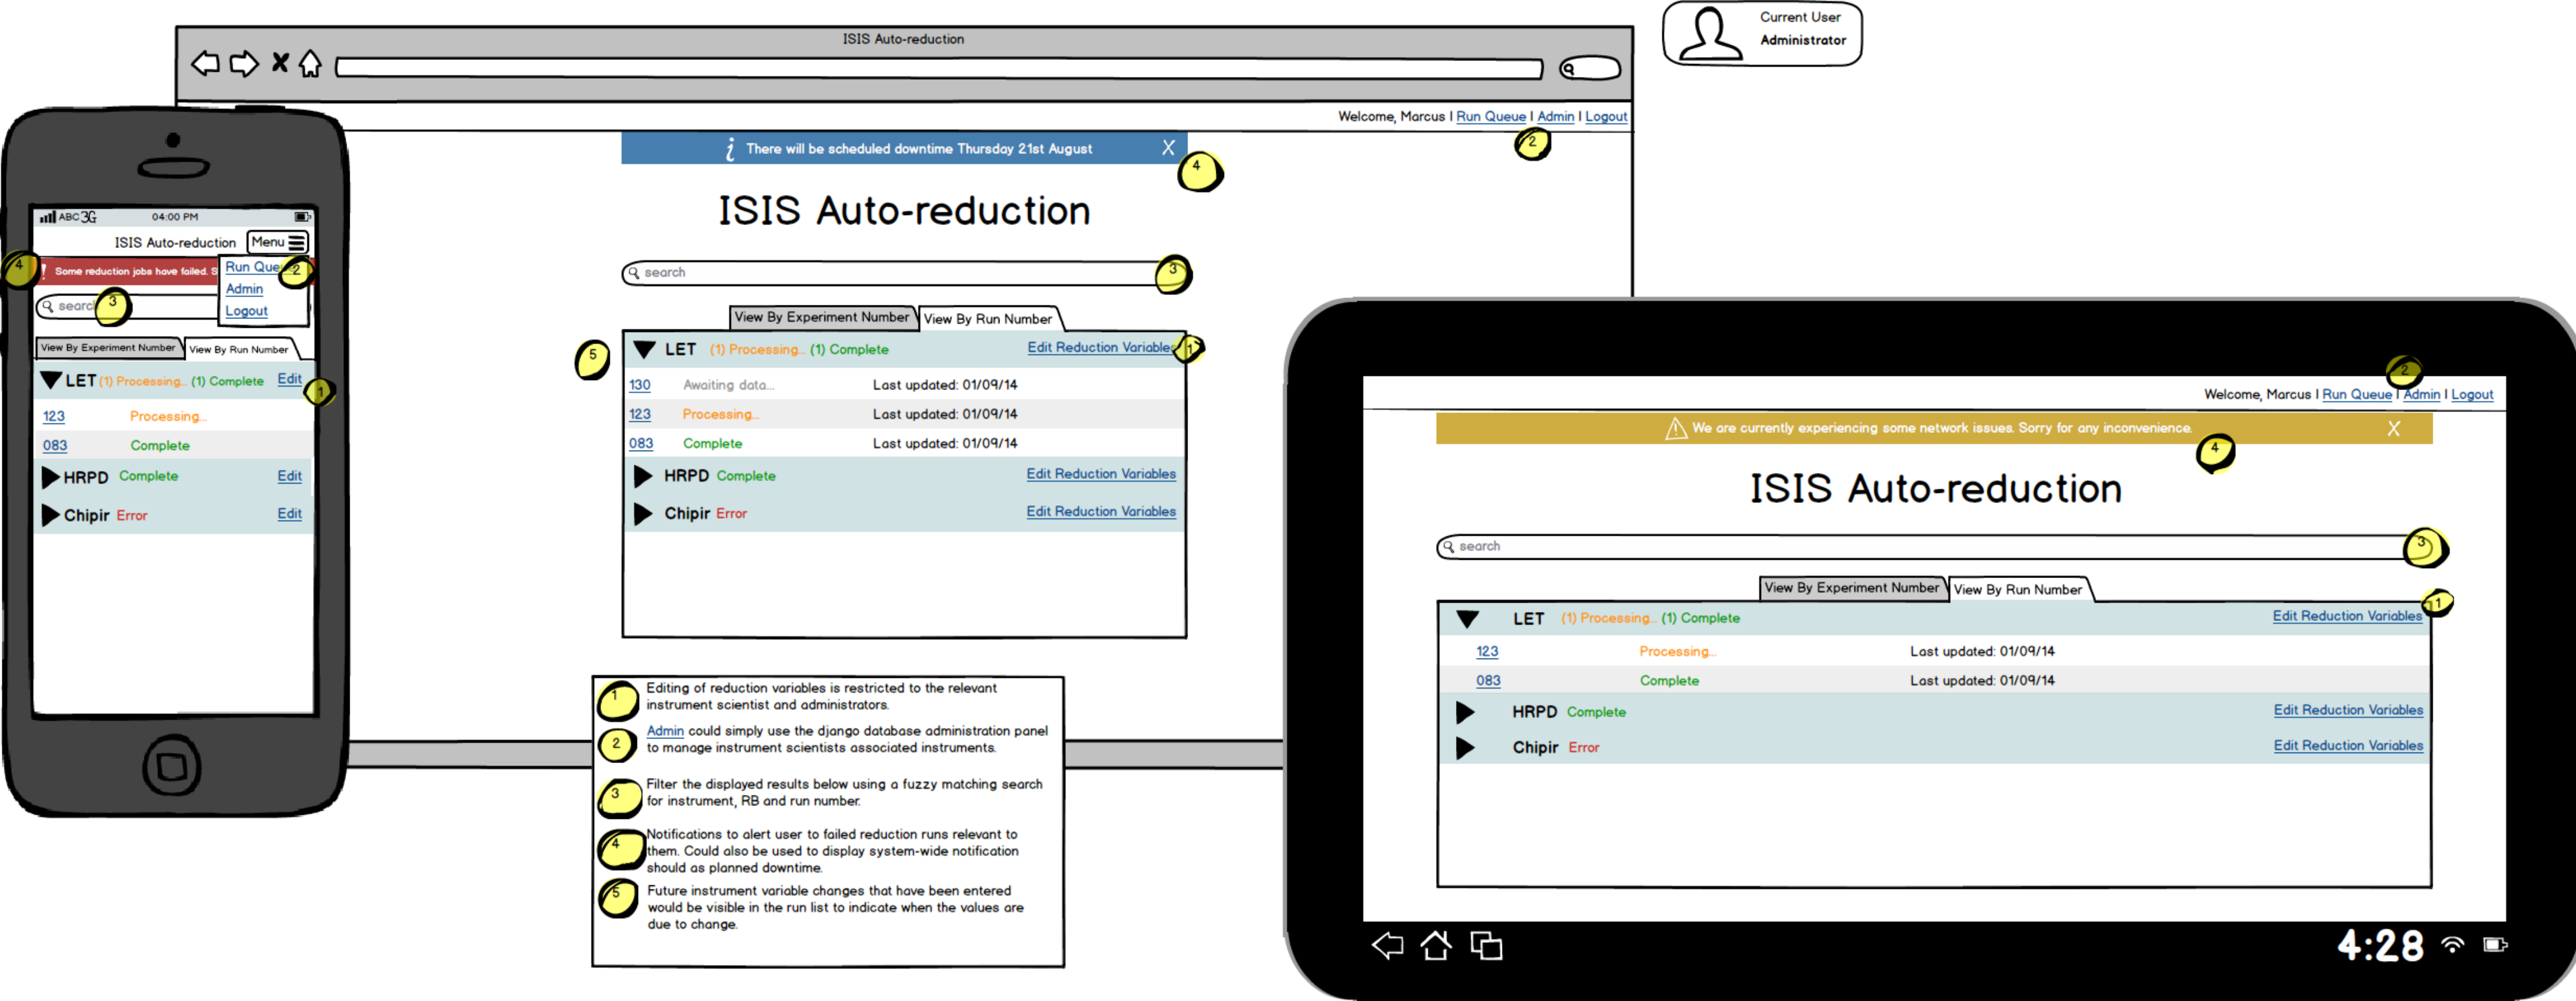 Current User
Administrator
ISIS Auto-reduction
Welcome, Marcus | Run Queue | Admin | Logout
2
i There will be scheduled downtime Thursday 21st August X
4
ISIS Auto-reduction
search
3
View By Experiment Number View By Run Number
5
LET (1) Processing... (1) Complete Edit Reduction Variables
1
130 Awaiting data... Last updated: 01/09/14
123 Processing... Last updated: 01/09/14
083 Complete Last updated: 01/09/14
HRPD Complete Edit Reduction Variables
Chipir Error Edit Reduction Variables
ABC 3G 04:00 PM
ISIS Auto-reduction Menu
4
! Some reduction jobs have failed. S
Run Que
2
Admin
Logout
searc
3
View By Experiment Number View By Run Number
LET (1) Processing... (1) Complete Edit
1
123 Processing...
083 Complete
HRPD Complete Edit
Chipir Error Edit
1 Editing of reduction variables is restricted to the relevant
instrument scientist and administrators.
2 Admin could simply use the django database administration panel
to manage instrument scientists associated instruments.
3 Filter the displayed results below using a fuzzy matching search
for instrument, RB and run number.
4 Notifications to alert user to failed reduction runs relevant to
them. Could also be used to display system-wide notification
should as planned downtime.
5 Future instrument variable changes that have been entered
would be visible in the run list to indicate when the values are
due to change.
2
Welcome, Marcus | Run Queue | Admin | Logout
! We are currently experiencing some network issues. Sorry for any inconvenience. X
4
ISIS Auto-reduction
search
3
View By Experiment Number View By Run Number
LET (1) Processing... (1) Complete Edit Reduction Variables
1
123 Processing... Last updated: 01/09/14
083 Complete Last updated: 01/09/14
HRPD Complete Edit Reduction Variables
Chipir Error Edit Reduction Variables
4:28